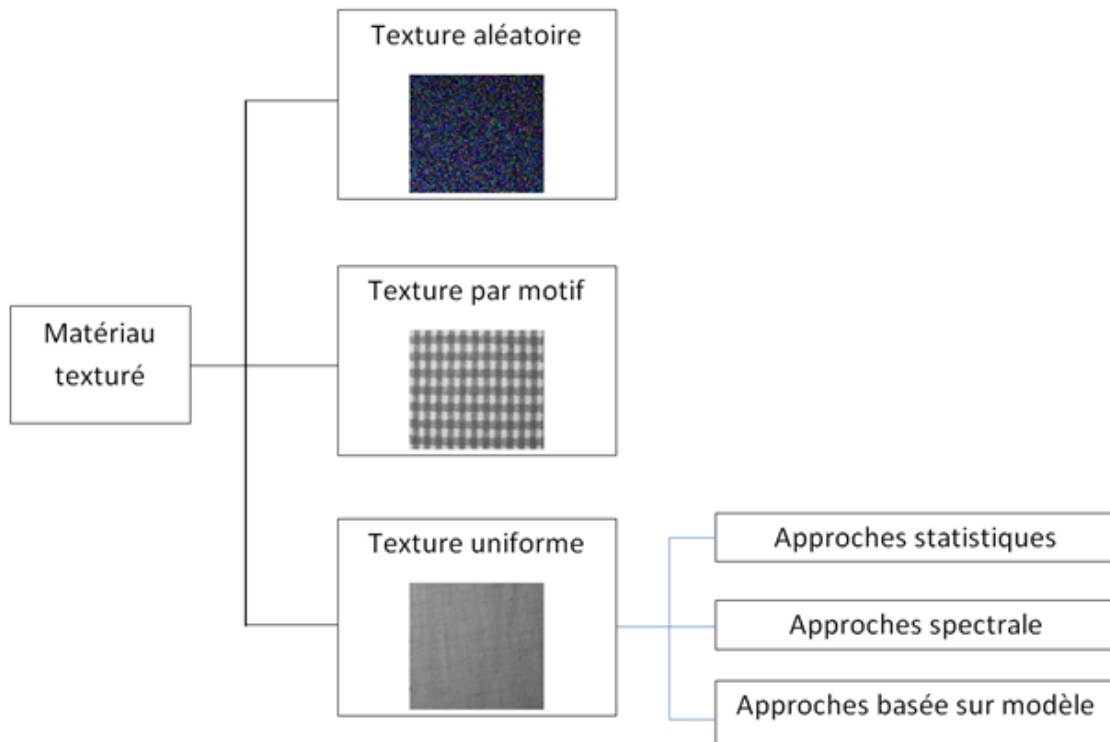 Texture aléatoire
Texture par motif
Matériau
texturé
Texture uniforme
Approches statistiques
Approches spectrale
Approches basée sur modèle